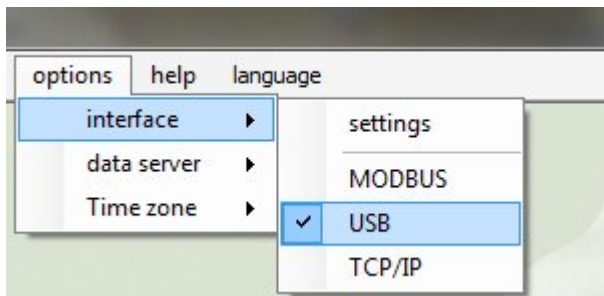 options help language
interface
data server
Time zone
settings
MODBUS
USB
TCP/IP